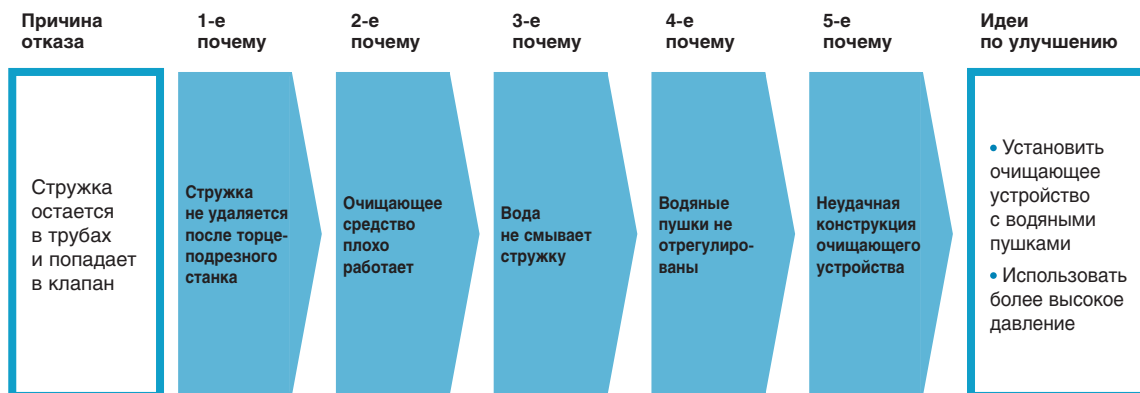 Причина
отказа
1-е
почему
2-е
почему
3-е
почему
4-е
почему
5-е
почему
Идеи
по улучшению
Стружка
остается
в трубах
и попадает
в клапан
Стружка
не удаляется
после торце-
подрезного
станка
Очищающее
средство
плохо
работает
Вода
не смывает
стружку
Водяные
пушки не
отрегулиро-
ваны
Неудачная
конструкция
очищающего
устройства
• Установить
очищающее
устройство
с водяными
пушками
• Использовать
более высокое
давление